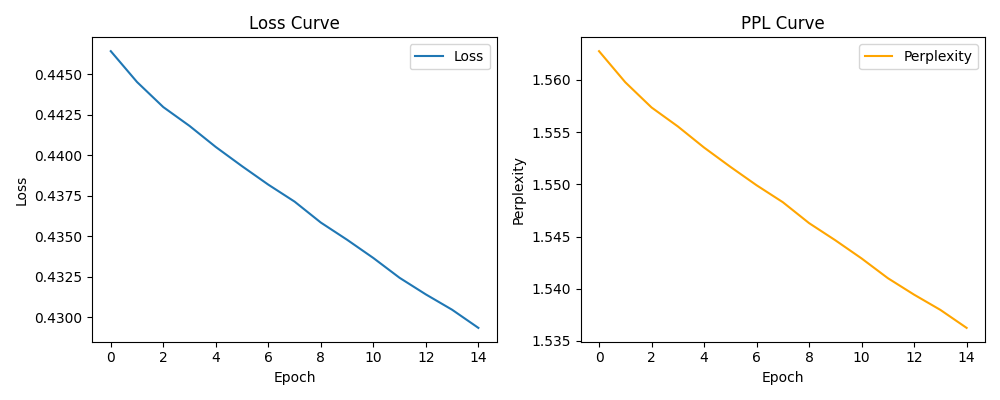 Loss Curve
Loss
0.4450
0.4425
0.4400
0.4375
0.4350
0.4325
0.4300
Loss
0 2 4 6 8 10 12 14
Epoch
PPL Curve
Perplexity
1.560
1.555
1.550
1.545
1.540
1.535
Perplexity
0 2 4 6 8 10 12 14
Epoch